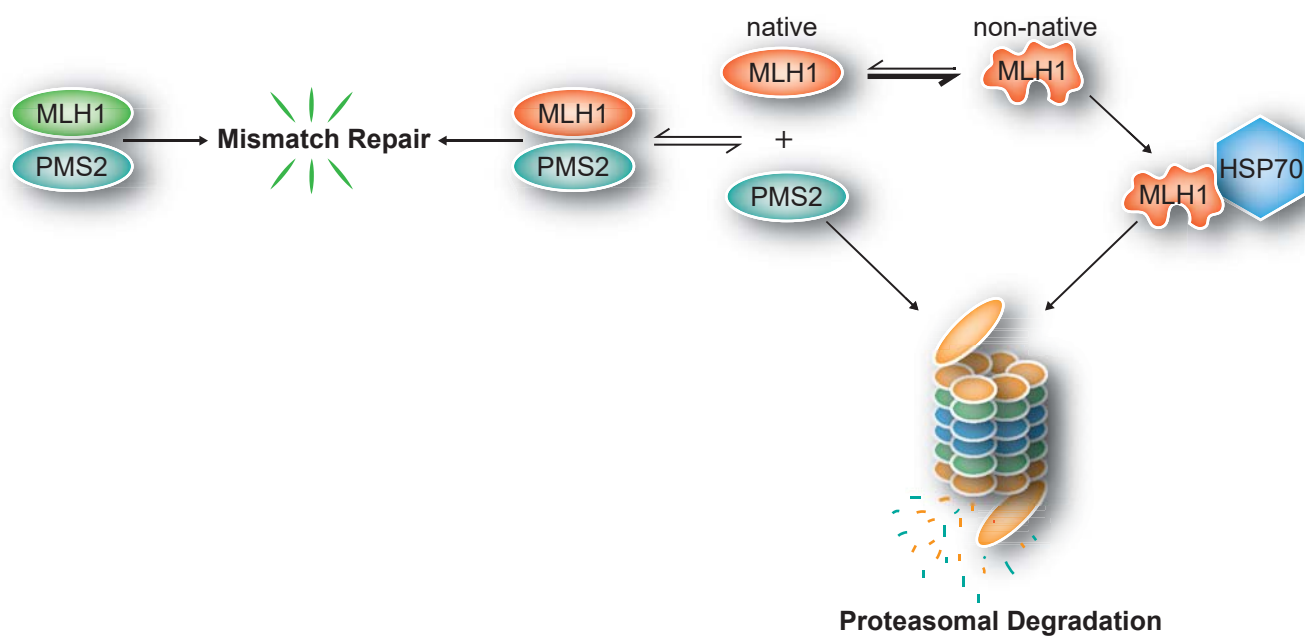 native
non-native
MLH1
MLH1
MLH1
PMS2
Mismatch Repair
MLH1
PMS2
+
PMS2
MLH1
HSP70
Proteasomal Degradation